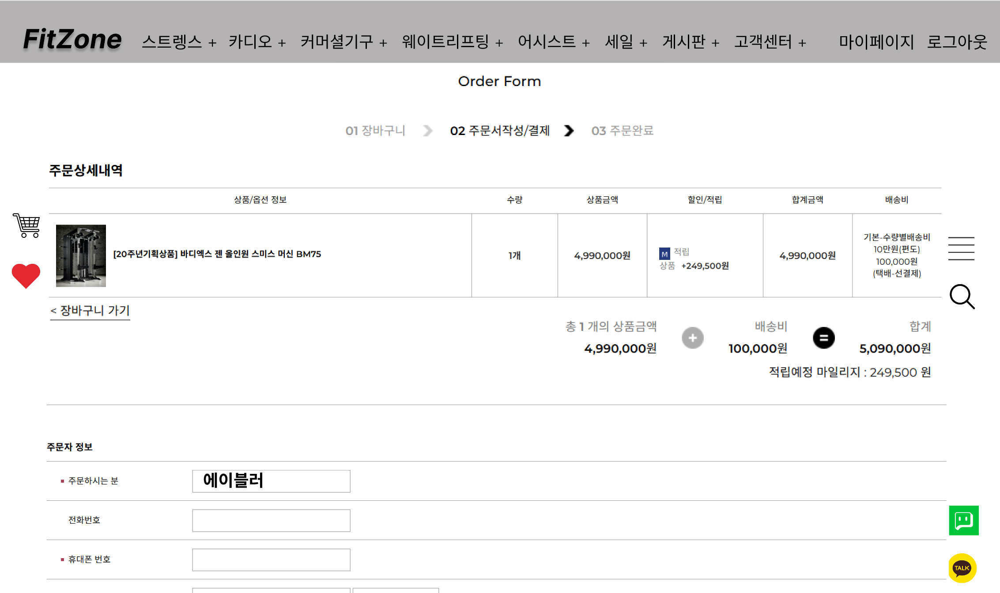 FitZone 스트렝스 + 카디오 + 커머셜기구 + 웨이트리프팅 + 어시스트 + 세일 + 게시판 + 고객센터 + 마이페이지 로그아웃
Order Form
01 장바구니 02 주문서작성/결제 03 주문완료
주문상세내역
상품/옵션 정보 수량 상품금액 할인/적립 합계금액 배송비
[20주년기획상품] 바디엑스 젠 올인원 스미스 머신 BM75
1개
4,990,000원
M 적립
상품 +249,500원
4,990,000원
기본-수량별배송비
10만원(편도)
100,000원
(택배-선결제)
< 장바구니 가기
총 1 개의 상품금액
4,990,000원
+
배송비
100,000원
=
합계
5,090,000원
적립예정 마일리지 : 249,500 원
주문자 정보
주문하시는 분 에이블러
전화번호
휴대폰 번호
TALK